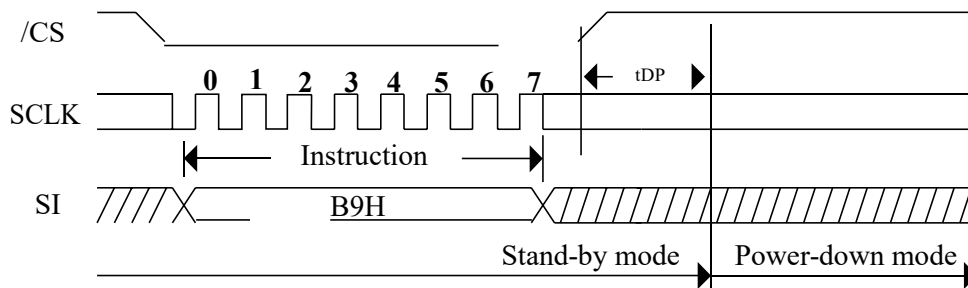 /CS
tDP
0 1 2 3 4 5 6 7
SCLK
Instruction
SI
B9H
Stand-by mode Power-down mode